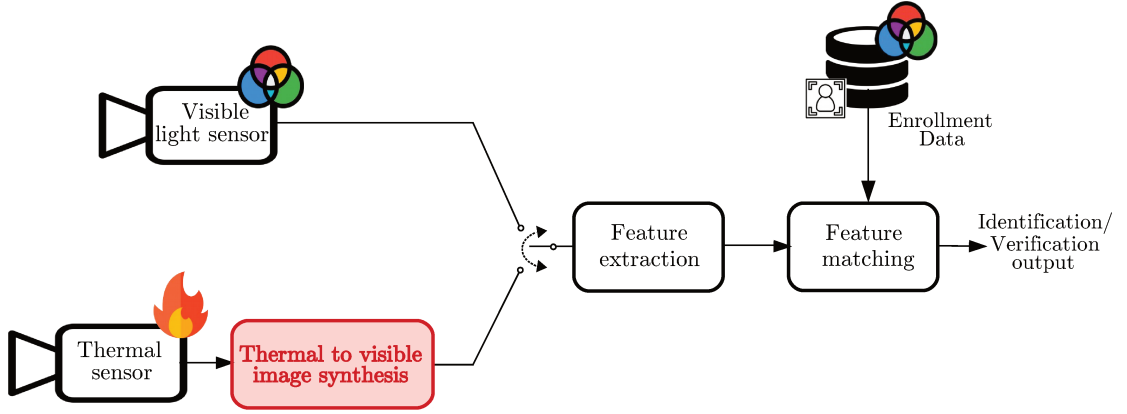 Visible
light sensor
Enrollment
Data
Feature
extraction
Feature
matching
Identification/
Verification
output
Thermal
sensor
Thermal to visible
image synthesis